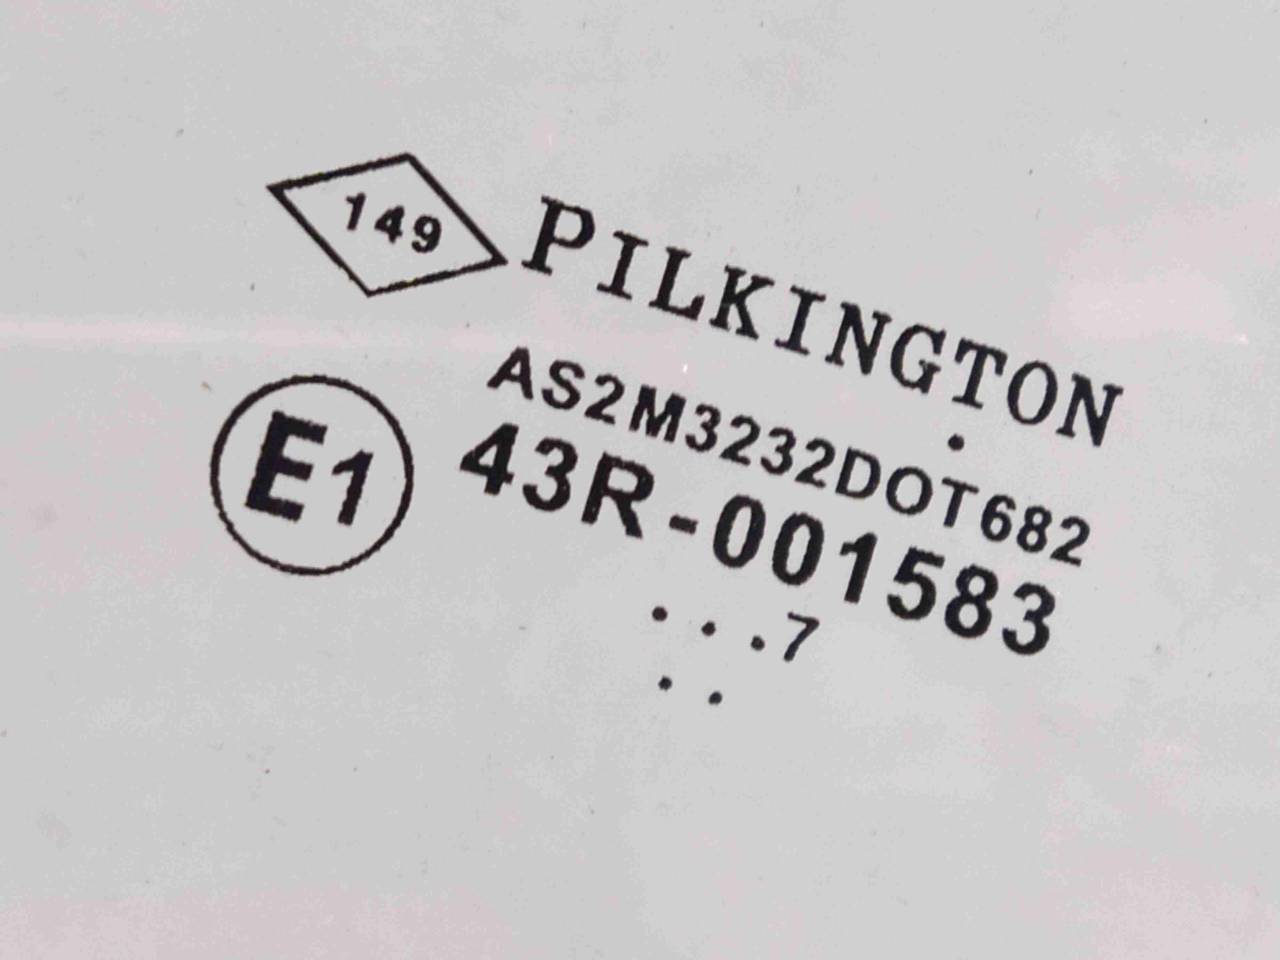 149 PILKINGTON
AS2M3232DOT682
E1 43R-001583
...7
..